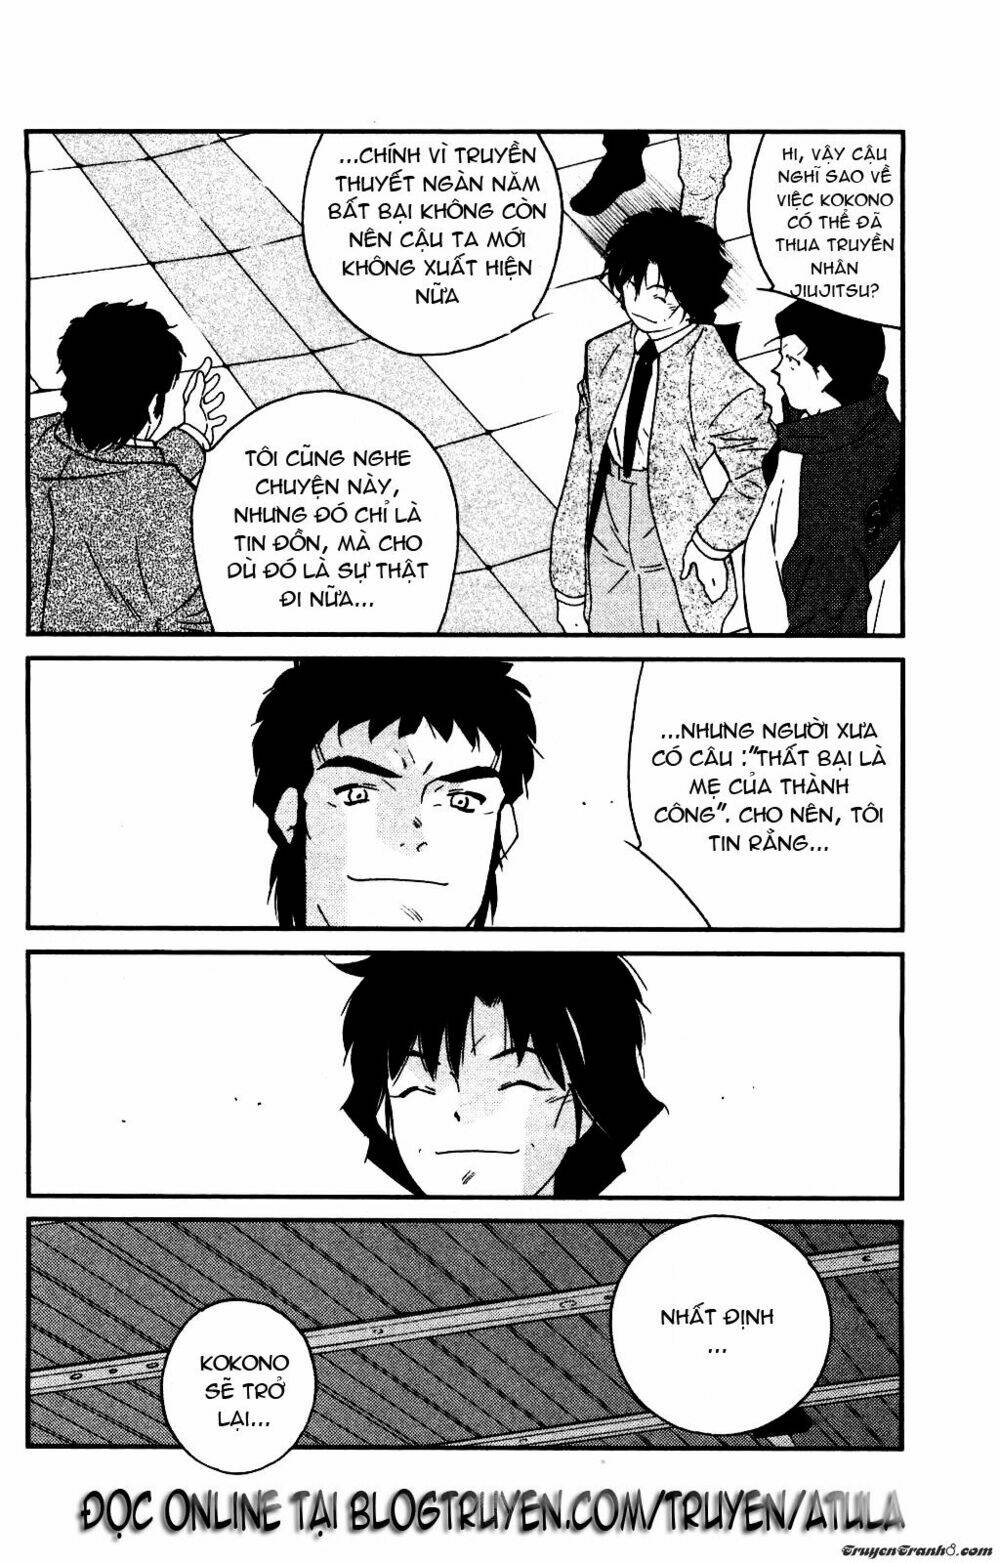 HI, VẬY CẬU
NGHĨ SAO VỀ
VIỆC KOKONO
CÓ THỂ ĐÃ
THUA TRUYỀN
NHÂN
JIUJITSU?
...CHÍNH VÌ TRUYỀN
THUYẾT NGÀN NĂM
BẤT BẠI KHÔNG CÒN
NÊN CẬU TA MỚI
KHÔNG XUẤT HIỆN
NỮA
TÔI CŨNG NGHE
CHUYỆN NÀY,
NHƯNG ĐÓ CHỈ LÀ
TIN ĐỒN, MÀ CHO
DÙ ĐÓ LÀ SỰ THẬT
ĐI NỮA...
...NHƯNG NGƯỜI XƯA
CÓ CÂU :"THẤT BẠI LÀ
MẸ CỦA THÀNH
CÔNG". CHO NÊN, TÔI
TIN RẰNG...
NHẤT ĐỊNH
...
KOKONO
SẼ TRỞ
LẠI...
ĐỌC ONLINE TẠI BLOGTRUYEN.COM/TRUYEN/ATULA
TruyenTranh8.com